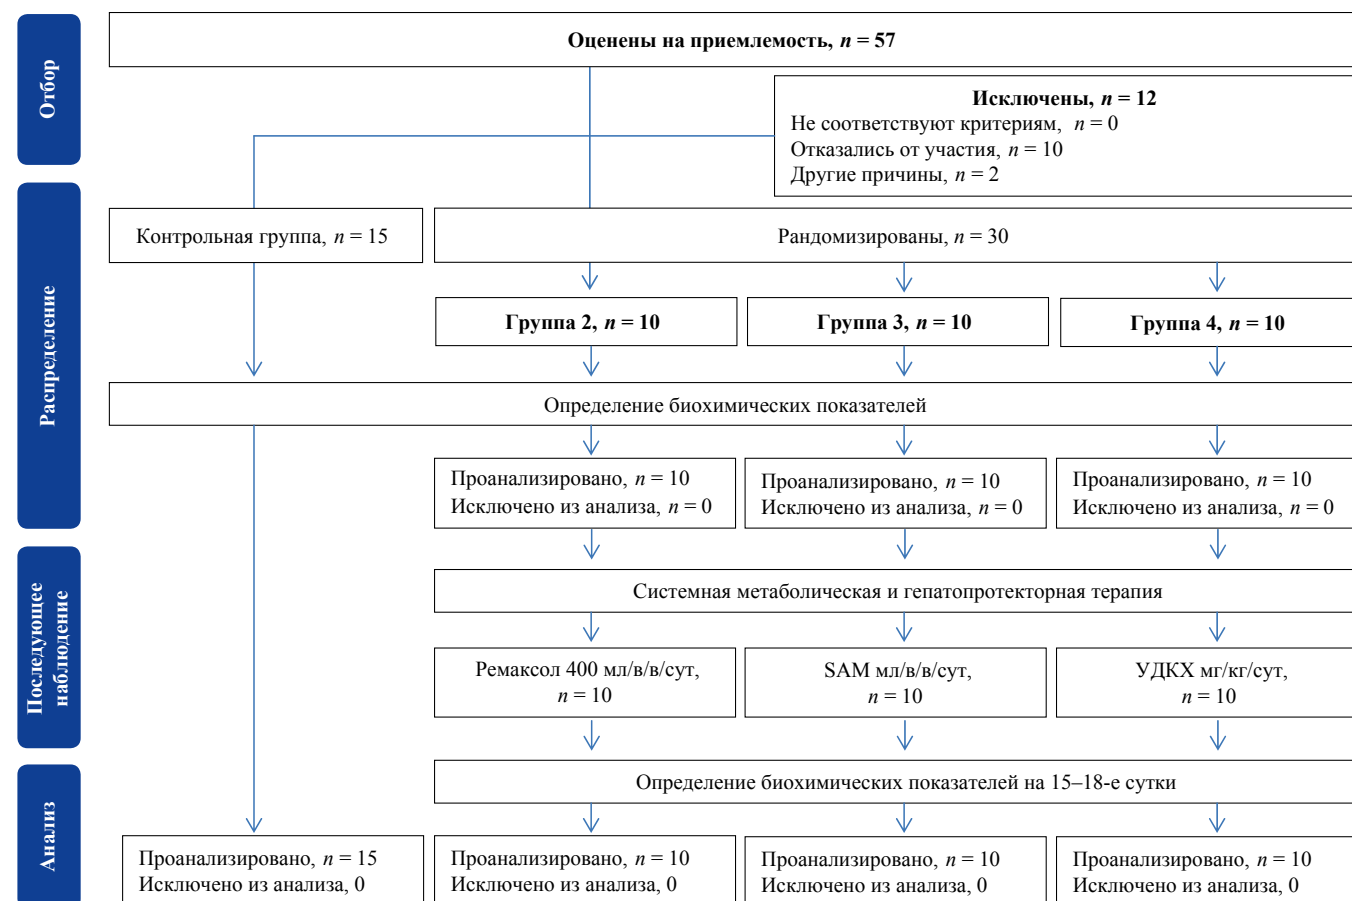 Отбор
Оценены на приемлемость, n = 57
Исключены, n = 12
Не соответствуют критериям, n = 0
Отказались от участия, n = 10
Другие причины, n = 2
Распределение
Контрольная группа, n = 15
Рандомизированы, n = 30
Группа 2, n = 10
Группа 3, n = 10
Группа 4, n = 10
Определение биохимических показателей
Проанализировано, n = 10
Исключено из анализа, n = 0
Проанализировано, n = 10
Исключено из анализа, n = 0
Проанализировано, n = 10
Исключено из анализа, n = 0
Последующее
наблюдение
Системная метаболическая и гепатопротекторная терапия
Ремаксол 400 мл/в/в/сут,
n = 10
SAM мл/в/в/сут,
n = 10
УДКХ мг/кг/сут,
n = 10
Анализ
Определение биохимических показателей на 15–18-е сутки
Проанализировано, n = 15
Исключено из анализа, 0
Проанализировано, n = 10
Исключено из анализа, 0
Проанализировано, n = 10
Исключено из анализа, 0
Проанализировано, n = 10
Исключено из анализа, 0